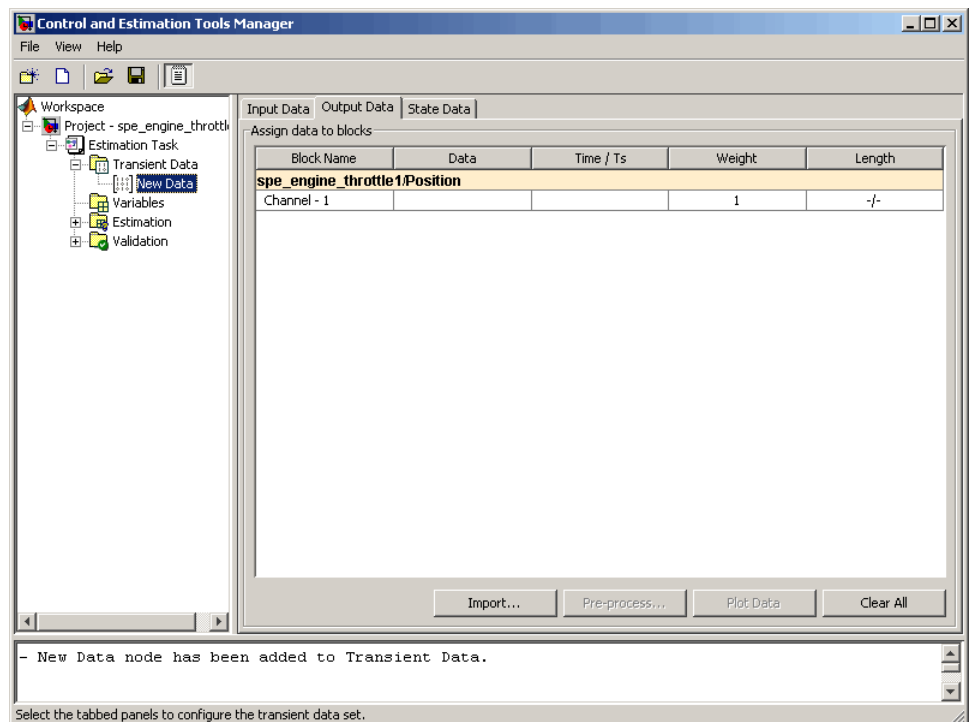 Control and Estimation Tools Manager
File View Help
Workspace
Project - spe_engine_throttl
Estimation Task
Transient Data
New Data
Variables
Estimation
Validation
Input Data Output Data State Data
Assign data to blocks
Block Name Data Time / Ts Weight Length
spe_engine_throttle1/Position
Channel - 1 1 -/-
Import... Pre-process... Plot Data Clear All
- New Data node has been added to Transient Data.
Select the tabbed panels to configure the transient data set.